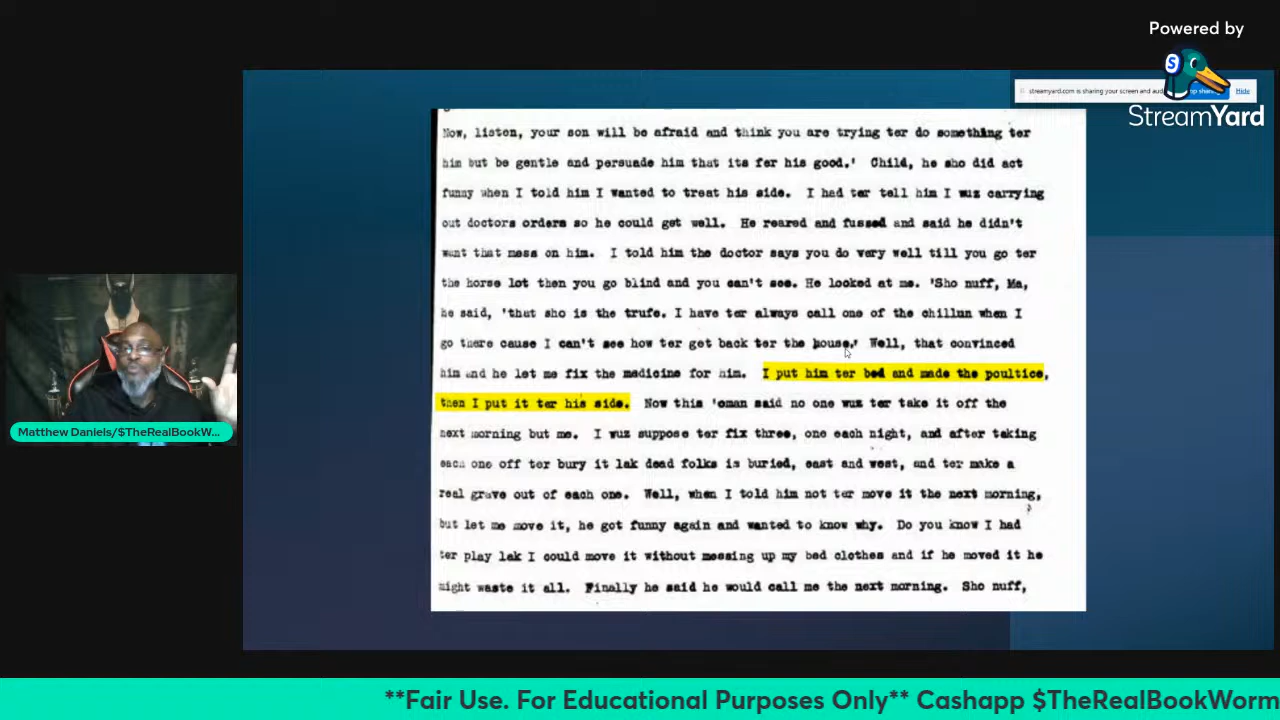 Powered by
StreamYard
streamyard.com is sharing your screen and aud
Hide
Now, listen, your son will be afraid and think you are trying ter do something ter
him but be gentle and persuade him that its fer his good.' Child, he sho did act
funny when I told him I wanted to treat his side. I had ter tell him I wuz carrying
out doctors orders so he could get well. He reared and fussed and said he didn't
want that mess on him. I told him the doctor says you do very well till you go ter
the horse lot then you go blind and you can't see. He looked at me. 'Sho nuff, Ma,
he said, 'that sho is the trufe. I have ter always call one of the chillun when I
go there cause I can't see how ter get back ter the house.' Well, that convinced
him and he let me fix the medicine for him. I put him ter bed and made the poultice,
then I put it ter his side. Now this 'oman said no one wuz ter take it off the
next morning but me. I wuz suppose ter fix three, one each night, and after taking
each one off ter bury it lak dead folks is buried, east and west, and ter make a
real grave out of each one. Well, when I told him not ter move it the next morning,
but let me move it, he got funny again and wanted to know why. Do you know I had
ter play lak I could move it without messing up my bed clothes and if he moved it he
might waste it all. Finally he said he would call me the next morning. Sho nuff,
Matthew Daniels/$TheRealBookW...
**Fair Use. For Educational Purposes Only** Cashapp $TheRealBookWorm